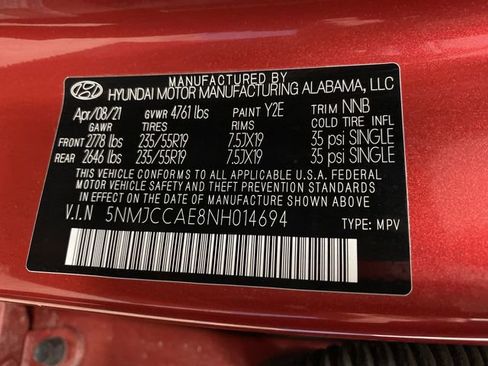 MANUFACTURED BY
HYUNDAI MOTOR MANUFACTURING ALABAMA, LLC
Apr/08/21 GVWR 4761 lbs PAINT Y2E TRIM NNB
GAWR TIRES RIMS COLD TIRE INFL
FRONT 2778 lbs 235/55R19 7.5JX19 35 psi SINGLE
REAR 2646 lbs 235/55R19 7.5JX19 35 psi SINGLE
THIS VEHICLE CONFORMS TO ALL APPLICABLE U.S.A. FEDERAL
MOTOR VEHICLE SAFETY AND THEFT PREVENTION STANDARDS
IN EFFECT ON THE DATE OF MANUFACTURE SHOWN ABOVE
V.I.N 5NMJCCAE8NH014694 TYPE: MPV